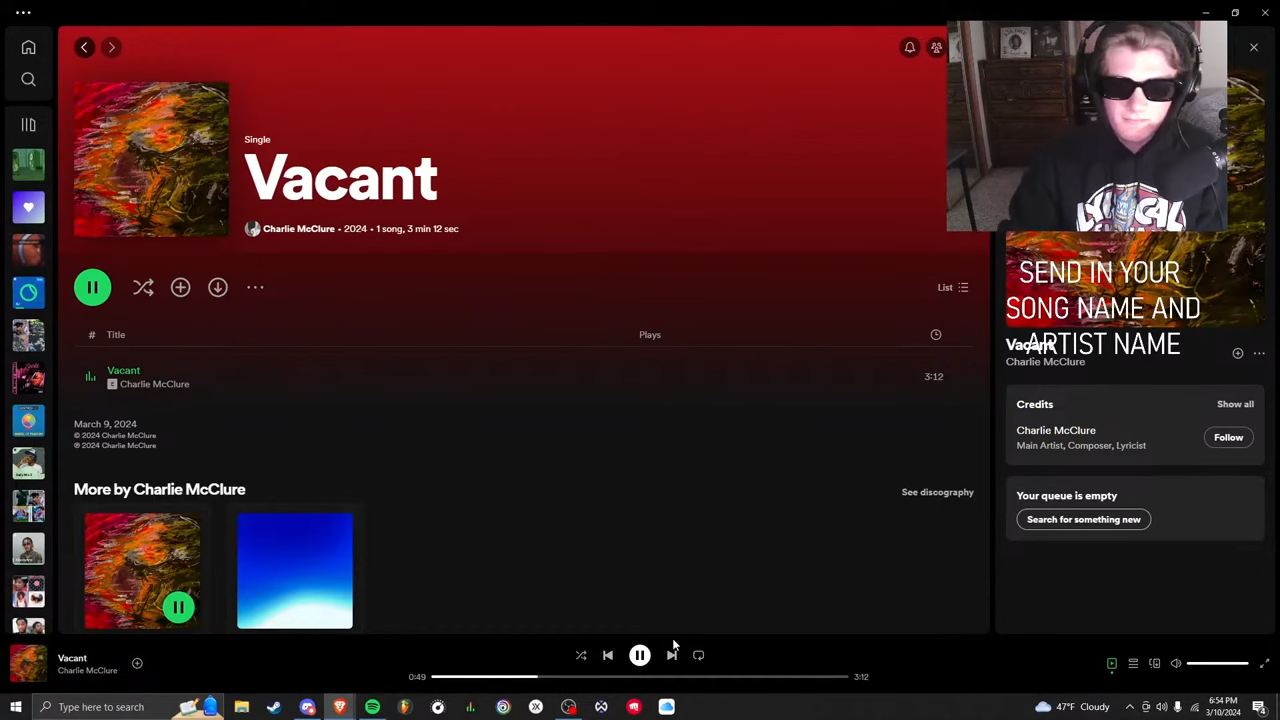 Single
Vacant
Charlie McClure • 2024 • 1 song, 3 min 12 sec
List
# Title Plays
Vacant
E Charlie McClure
3:12
March 9, 2024
© 2024 Charlie McClure
℗ 2024 Charlie McClure
More by Charlie McClure
See discography
SEND IN YOUR
SONG NAME AND
ARTIST NAME
Vacant
Charlie McClure
Credits
Show all
Charlie McClure
Main Artist, Composer, Lyricist
Follow
Your queue is empty
Search for something new
Vacant
Charlie McClure
0:49
3:12
Type here to search
47°F Cloudy
6:54 PM
3/10/2024